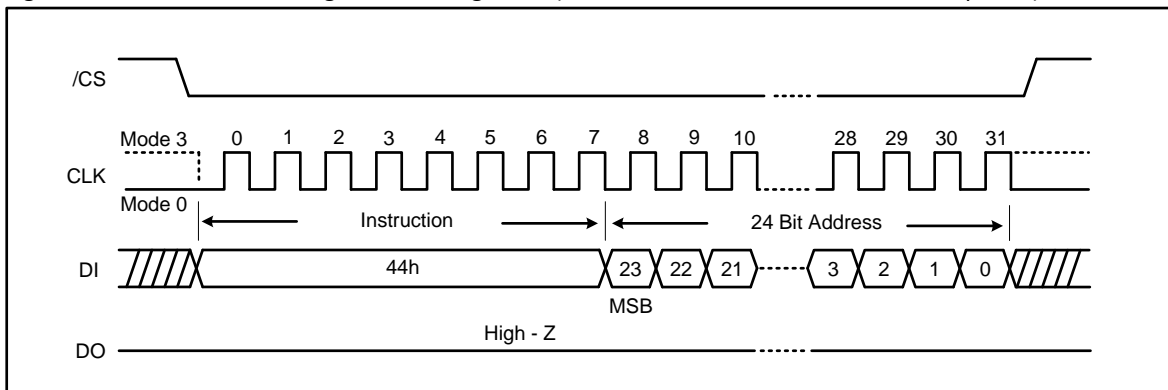 /CS
Mode 3 0 1 2 3 4 5 6 7 8 9 10 28 29 30 31
CLK
Mode 0
Instruction 24 Bit Address
DI 44h 23 22 21 3 2 1 0
MSB
High - Z
DO